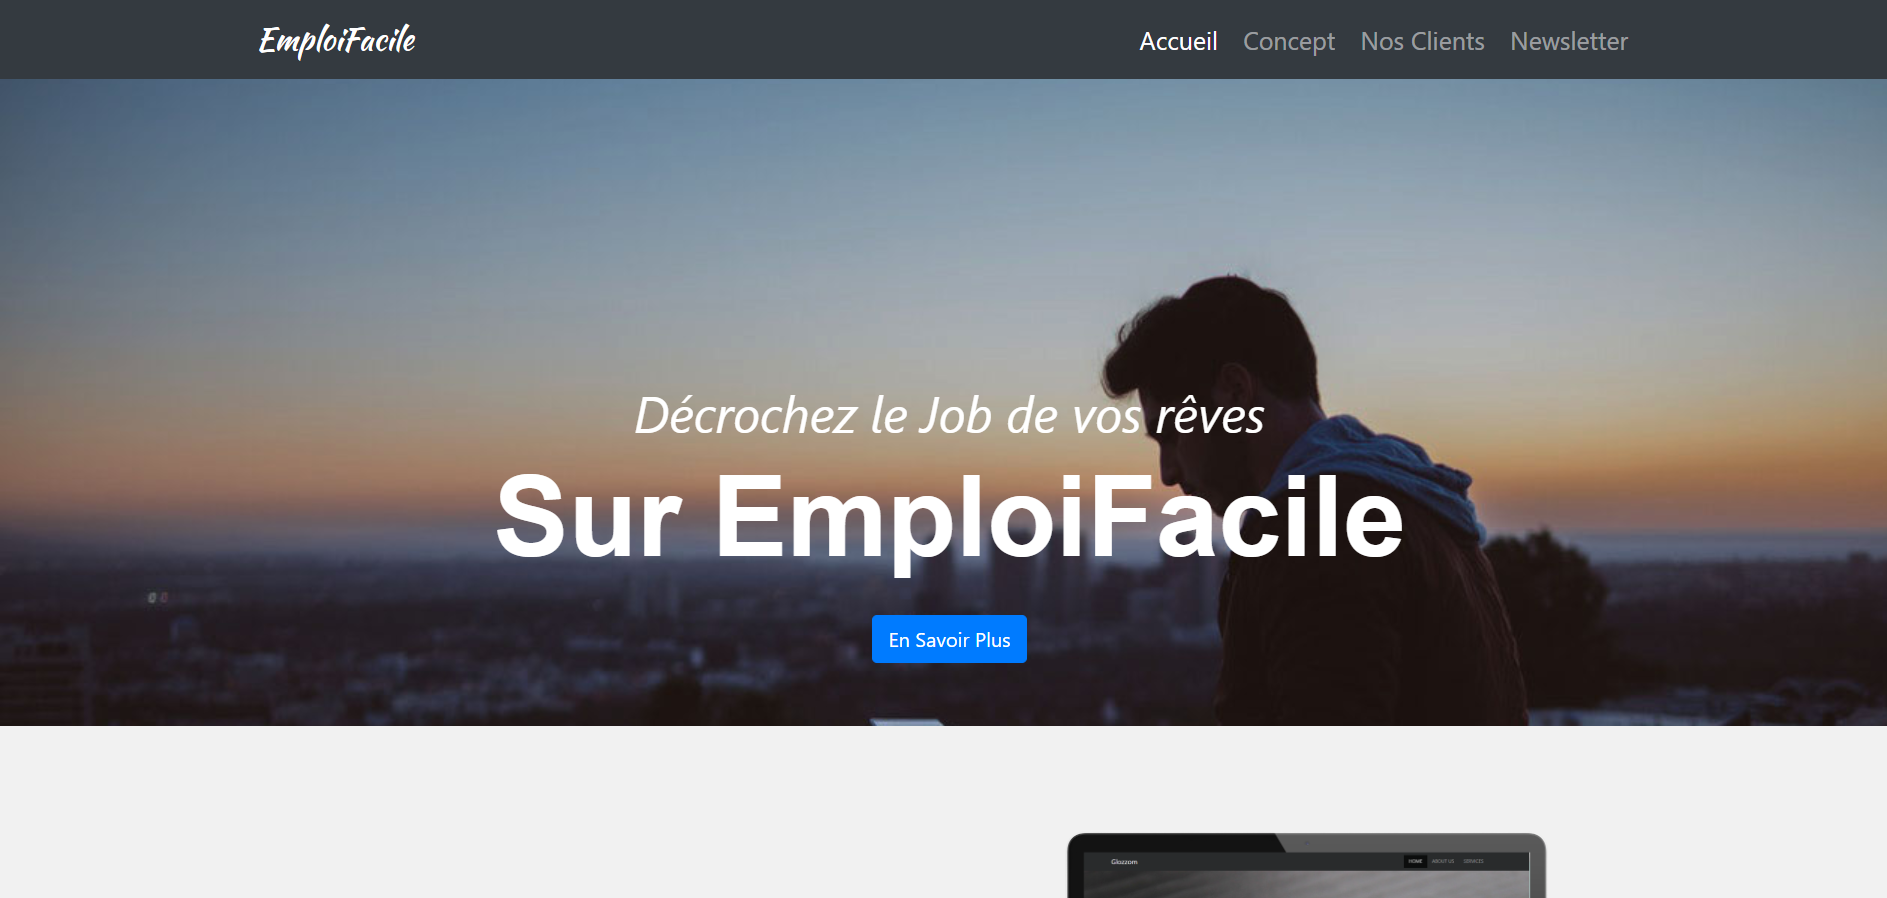 EmploiFacile
Accueil Concept Nos Clients Newsletter
Décrochez le Job de vos rêves
Sur EmploiFacile
En Savoir Plus
Glozzom HOME ABOUT US SERVICES